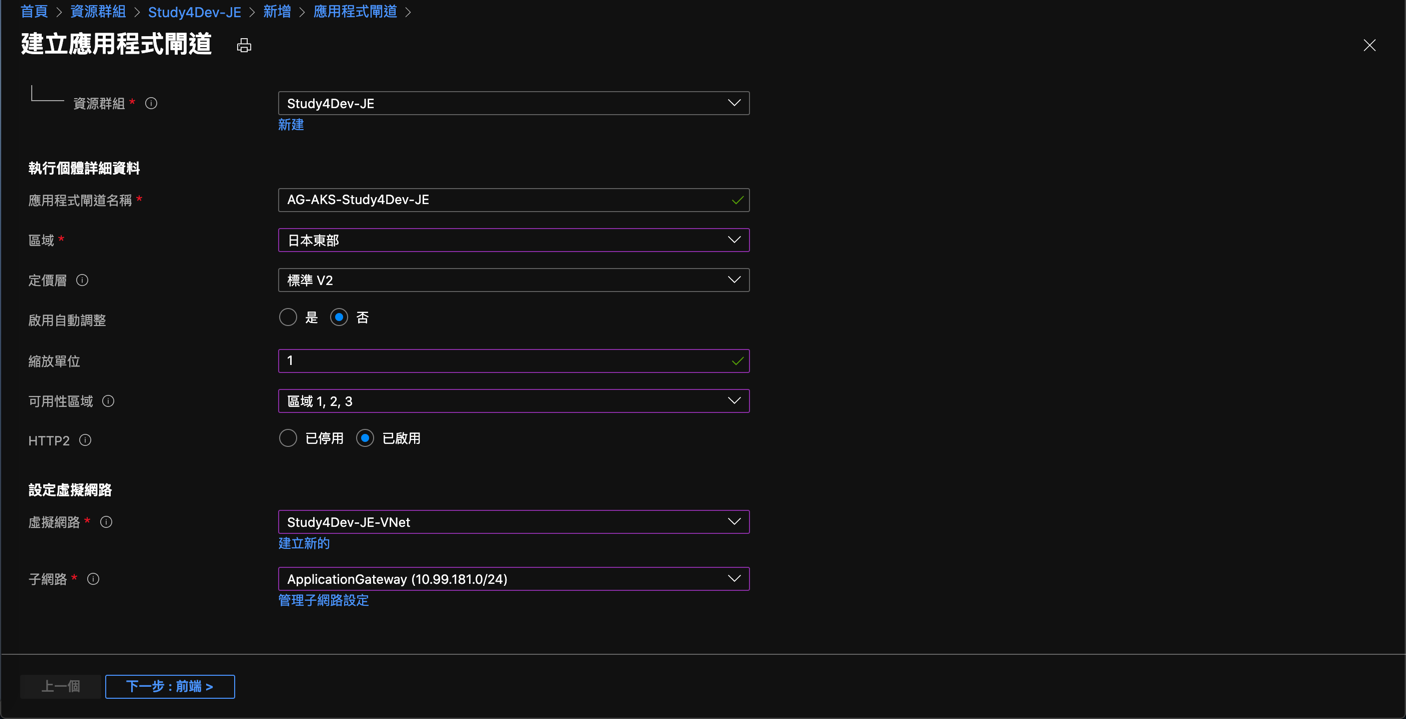 首頁 > 資源群組 > Study4Dev-JE > 新增 > 應用程式閘道 >
建立應用程式閘道
資源群組 * Study4Dev-JE
新建
執行個體詳細資料
應用程式閘道名稱 * AG-AKS-Study4Dev-JE
區域 * 日本東部
定價層 標準 V2
啟用自動調整 是 否
縮放單位 1
可用性區域 區域 1, 2, 3
HTTP2 已停用 已啟用
設定虛擬網路
虛擬網路 * Study4Dev-JE-VNet
建立新的
子網路 * ApplicationGateway (10.99.181.0/24)
管理子網路設定
上一個 下一步 : 前端 >